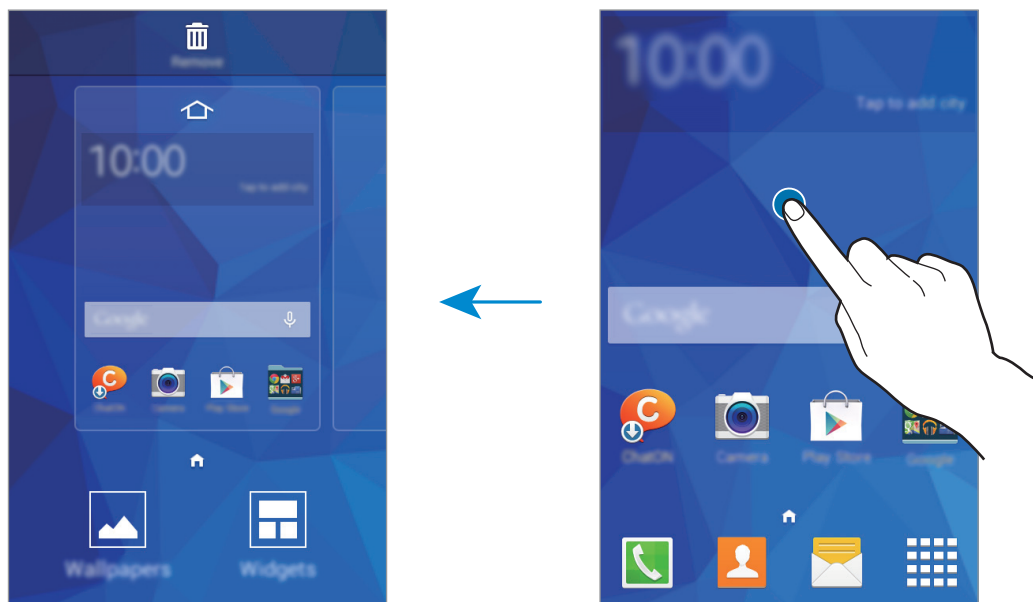 Remove
10:00
Tap to add city
Google
C
ChatON
Camera
Play Store
Google
Wallpapers
Widgets
10:00
Tap to add city
Google
C
ChatON
Camera
Play Store
Google